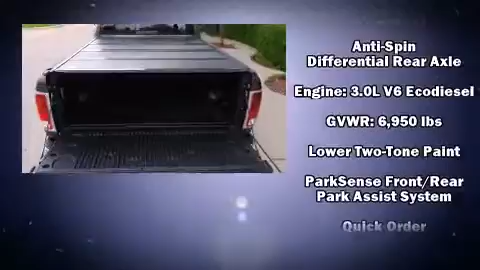 Anti-Spin
Differential Rear Axle
Engine: 3.0L V6 Ecodiesel
GVWR: 6,950 lbs
Lower Two-Tone Paint
ParkSense Front/Rear
Park Assist System
Quick Order